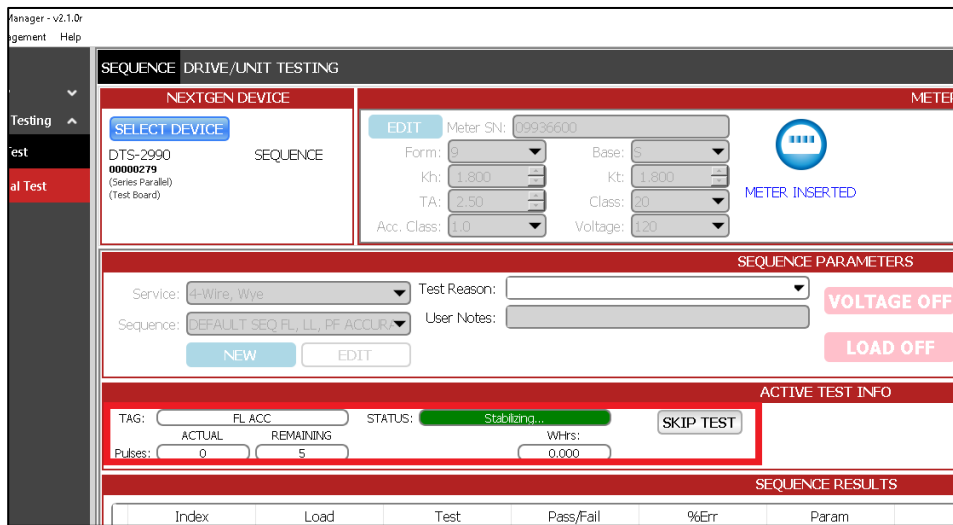 Manager - v2.1.0r
agement Help
SEQUENCE DRIVE/UNIT TESTING
Testing
Test
al Test
NEXTGEN DEVICE
SELECT DEVICE
DTS-2990 SEQUENCE
00000279
(Series Parallel)
(Test Board)
METER
EDIT Meter SN: 09936600
Form: 9 Base: S
Kh: 1.800 Kt: 1.800
TA: 2.50 Class: 20
Acc. Class: 1.0 Voltage: 120
METER INSERTED
SEQUENCE PARAMETERS
Service: 4-Wire, Wye Test Reason:
Sequence: DEFAULT SEQ FL, LL, PF ACCURA User Notes:
NEW EDIT
VOLTAGE OFF
LOAD OFF
ACTIVE TEST INFO
TAG: FL ACC STATUS: Stabilizing... SKIP TEST
ACTUAL REMAINING WHrs:
Pulses: 0 5 0.000
SEQUENCE RESULTS
Index Load Test Pass/Fail %Err Param